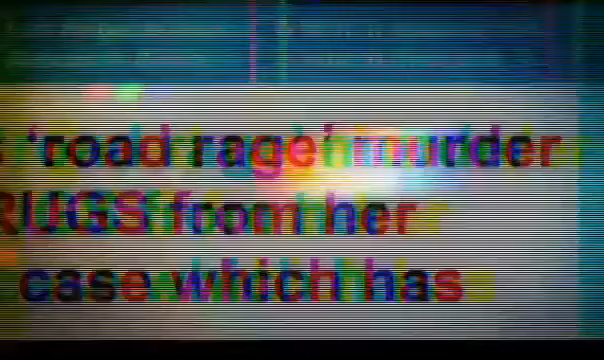 'road rage' murder
RUGS from her
case which has